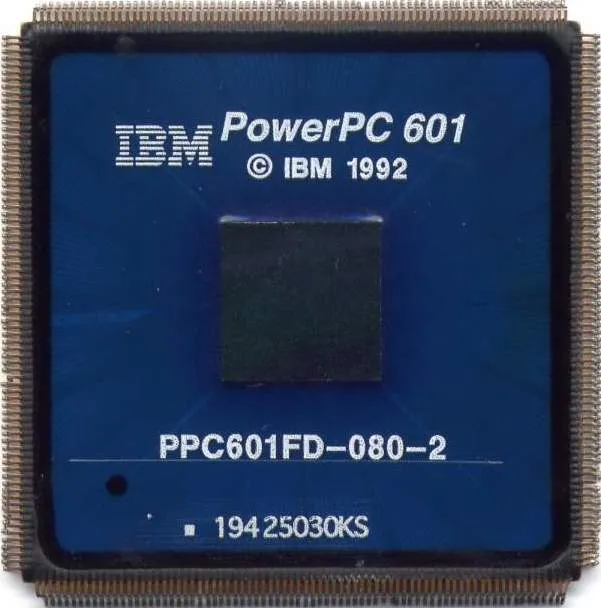 IBM PowerPC 601
© IBM 1992
PPC601FD-080-2
19425030KS